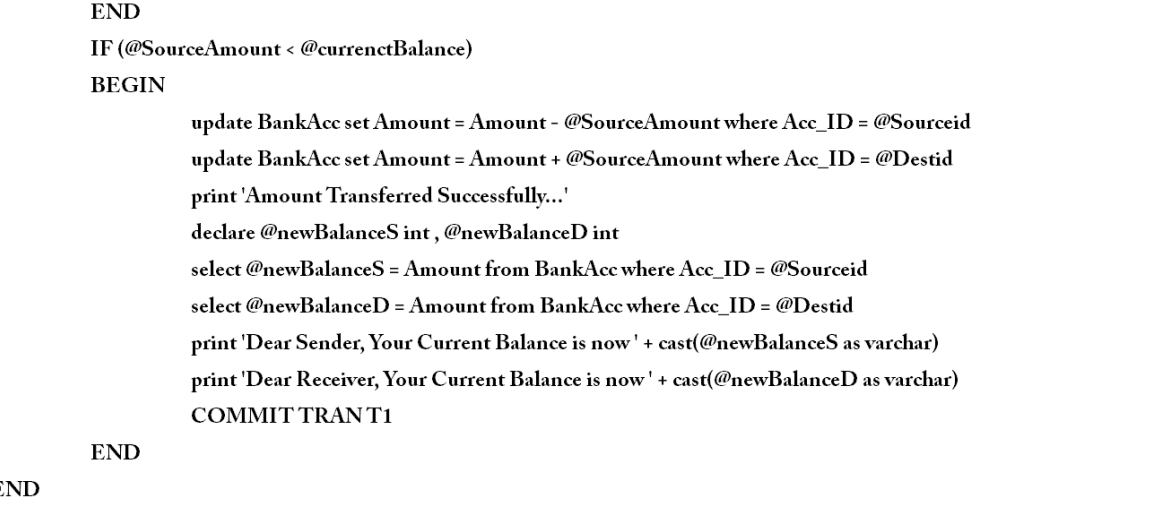 END
IF (@SourceAmount < @currenctBalance)
BEGIN
update BankAcc set Amount = Amount - @SourceAmount where Acc_ID = @Sourceid
update BankAcc set Amount = Amount + @SourceAmount where Acc_ID = @Destid
print 'Amount Transferred Successfully...'
declare @newBalanceS int , @newBalanceD int
select @newBalanceS = Amount from BankAcc where Acc_ID = @Sourceid
select @newBalanceD = Amount from BankAcc where Acc_ID = @Destid
print 'Dear Sender, Your Current Balance is now ' + cast(@newBalanceS as varchar)
print 'Dear Receiver, Your Current Balance is now ' + cast(@newBalanceD as varchar)
COMMIT TRAN T1
END
END